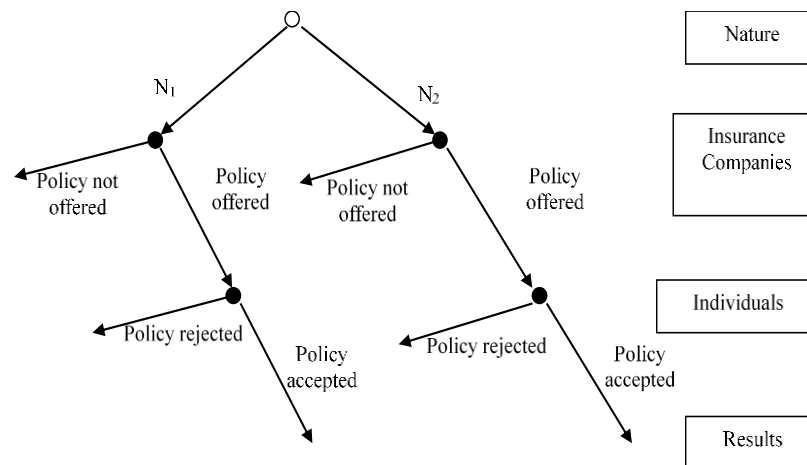 Nature
N1
N2
Insurance
Companies
Policy not
offered
Policy
offered
Policy not
offered
Policy
offered
Individuals
Policy rejected
Policy
accepted
Policy rejected
Policy
accepted
Results